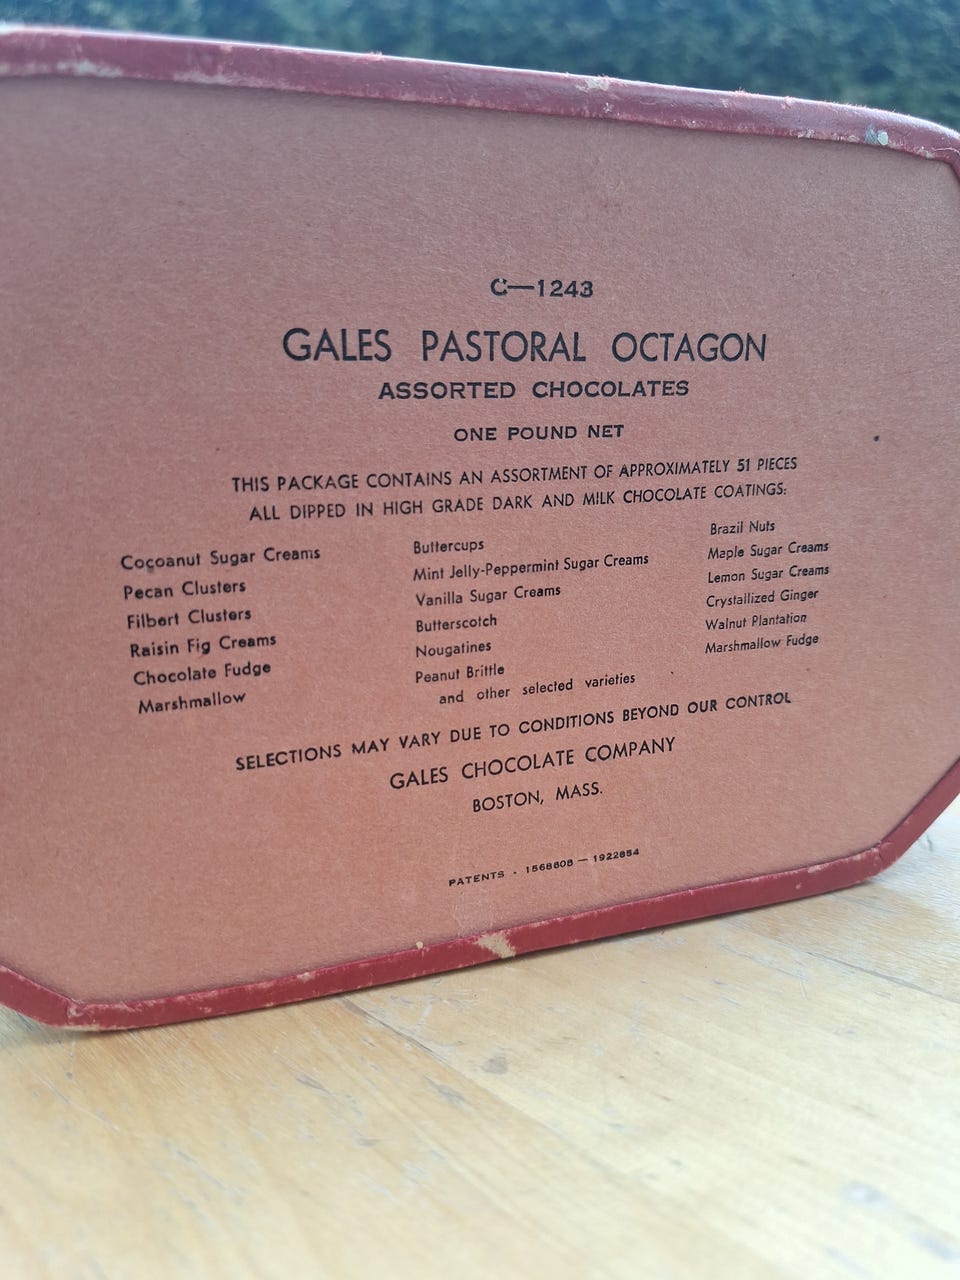 C—1243
GALES PASTORAL OCTAGON
ASSORTED CHOCOLATES
ONE POUND NET
THIS PACKAGE CONTAINS AN ASSORTMENT OF APPROXIMATELY 51 PIECES
ALL DIPPED IN HIGH GRADE DARK AND MILK CHOCOLATE COATINGS:
Cocoanut Sugar Creams
Pecan Clusters
Filbert Clusters
Raisin Fig Creams
Chocolate Fudge
Marshmallow
Buttercups
Mint Jelly-Peppermint Sugar Creams
Vanilla Sugar Creams
Butterscotch
Nougatines
Peanut Brittle
Brazil Nuts
Maple Sugar Creams
Lemon Sugar Creams
Crystallized Ginger
Walnut Plantation
Marshmallow Fudge
and other selected varieties
SELECTIONS MAY VARY DUE TO CONDITIONS BEYOND OUR CONTROL
GALES CHOCOLATE COMPANY
BOSTON, MASS.
PATENTS - 1568608 — 1922654